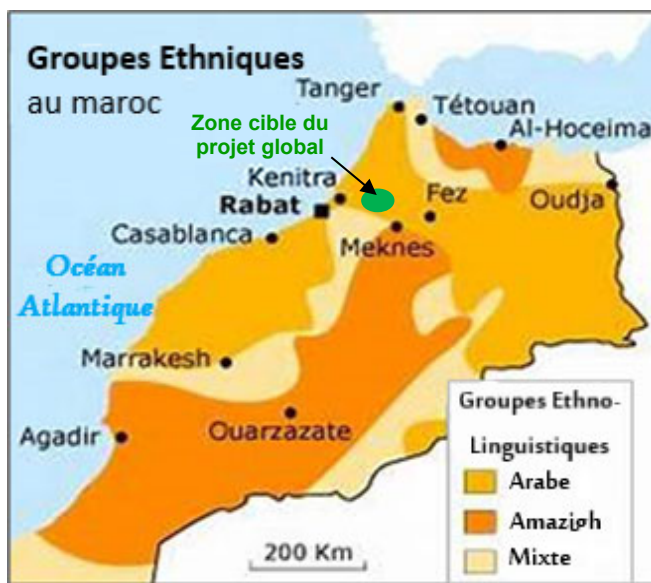 Groupes Ethniques
au maroc
Tanger
Tétouan
Zone cible du
projet global
Al-Hoceima
Kenitra
Rabat
Fez
Oudja
Casablanca
Meknes
Océan
Atlantique
Marrakesh
Agadir
Ouarzazate
Groupes Ethno-
Linguistiques
Arabe
Amazigh
Mixte
200 Km